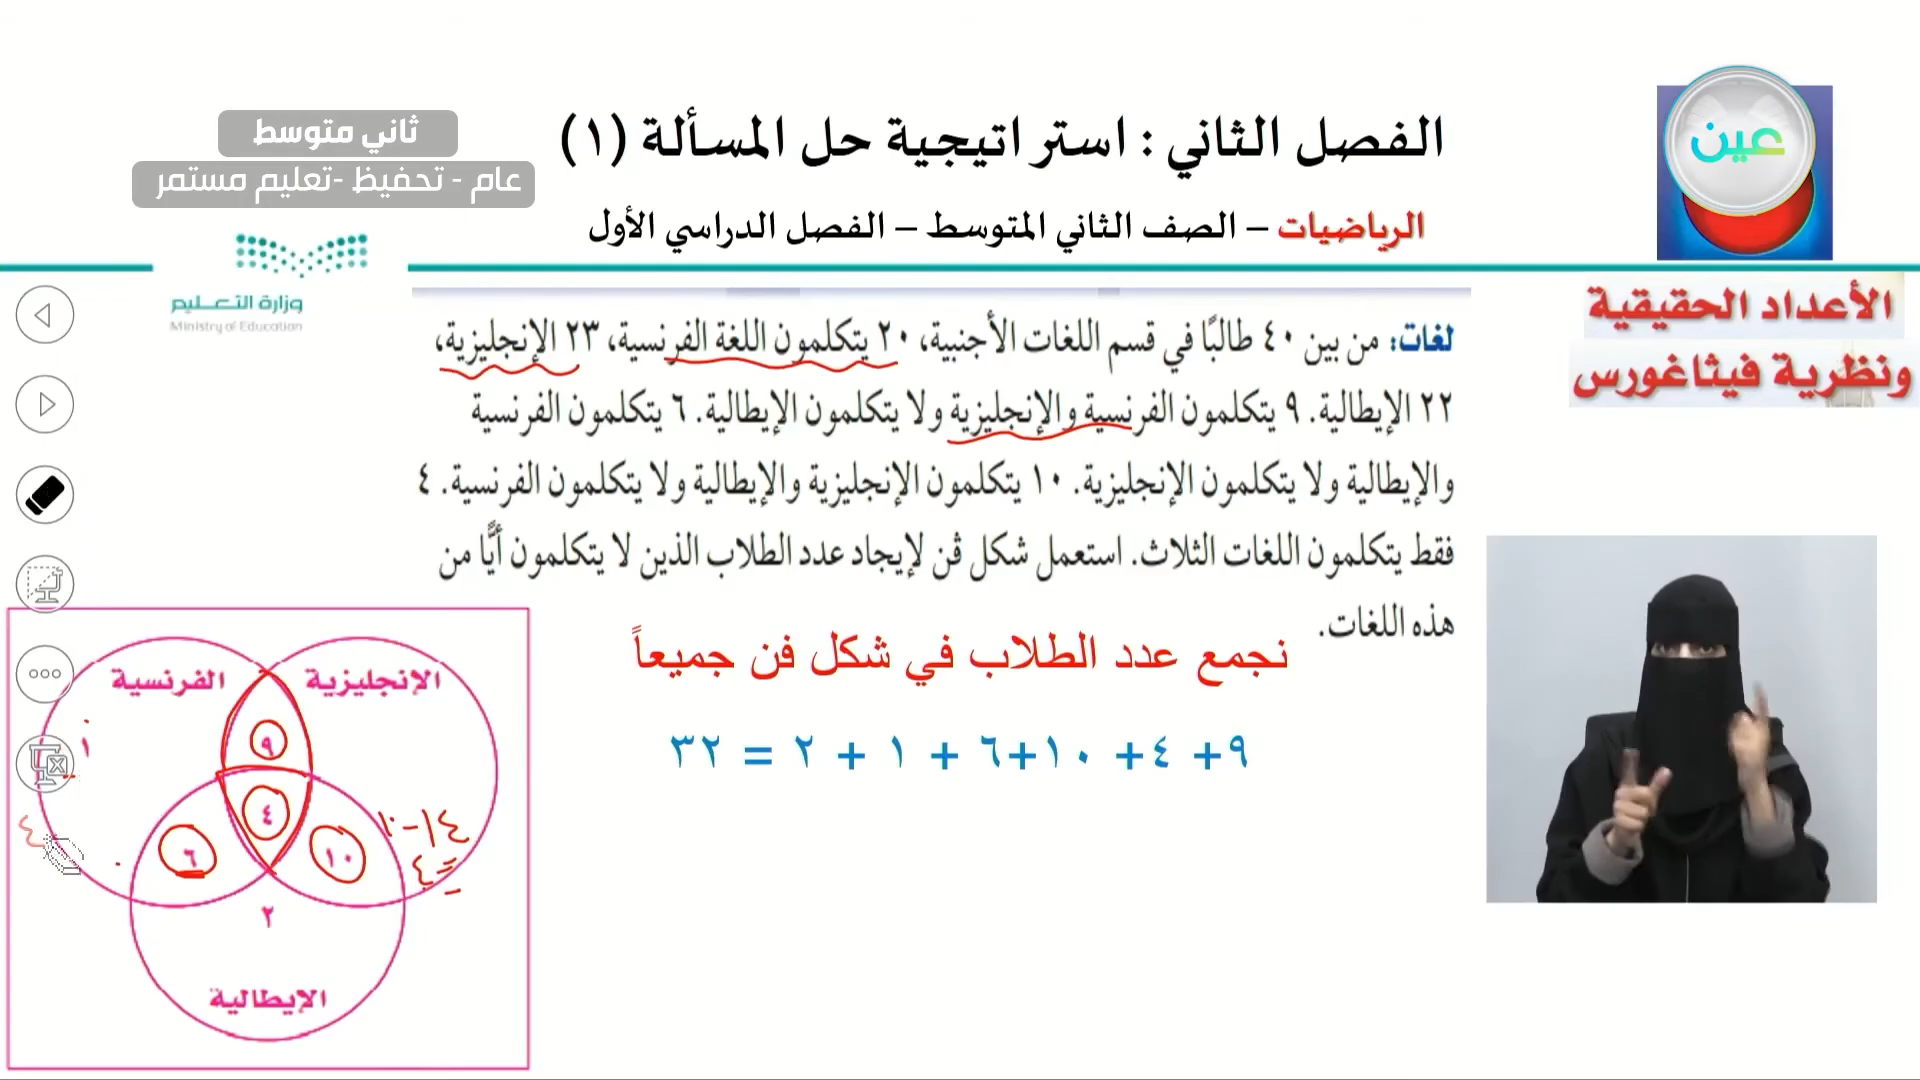 ثاني متوسط
عام - تحفيظ -تعليم مستمر
الفصل الثاني : استراتيجية حل المسألة (١)
عين
الرياضيات – الصف الثاني المتوسط – الفصل الدراسي الأول
وزارة التعليم
Ministry of Education
الأعداد الحقيقية
ونظرية فيثاغورس
لغات: من بين ٤٠ طالبًا في قسم اللغات الأجنبية، ٢٠ يتكلمون اللغة الفرنسية، ٢٣ الإنجليزية،
٢٢ الإيطالية. ٩ يتكلمون الفرنسية والإنجليزية ولا يتكلمون الإيطالية. ٦ يتكلمون الفرنسية
والإيطالية ولا يتكلمون الإنجليزية. ١٠ يتكلمون الإنجليزية والإيطالية ولا يتكلمون الفرنسية. ٤
فقط يتكلمون اللغات الثلاث. استعمل شكل ڤن لإيجاد عدد الطلاب الذين لا يتكلمون أيًّا من
هذه اللغات.
نجمع عدد الطلاب في شكل فن جميعاً
٩+ ٤+ ١٠+٦ + ١ + ٢ = ٣٢
الإنجليزية
الفرنسية
٩
١
٤
١٠
٦
١٤-١٠
=٤
٢
الإيطالية